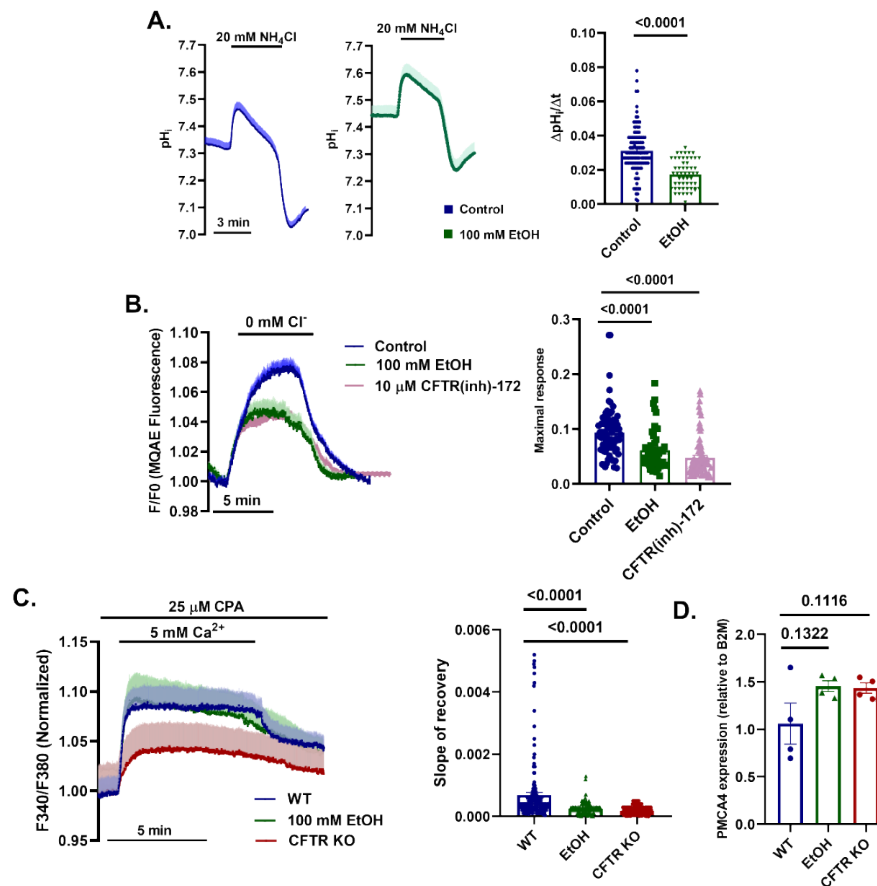 A.
20 mM NH₄Cl
7.7
7.6
7.5
7.4
7.3
7.2
7.1
7.0
pHᵢ
3 min
20 mM NH₄Cl
7.7
7.6
7.5
7.4
7.3
7.2
7.1
7.0
pHᵢ
Control
100 mM EtOH
<0.0001
0.10
0.08
0.06
0.04
0.02
0.00
ΔpHᵢ/Δt
Control
EtOH
B.
0 mM Cl⁻
1.10
1.08
1.06
1.04
1.02
1.00
0.98
F/F0 (MQAE Fluorescence)
5 min
Control
100 mM EtOH
10 μM CFTR(inh)-172
<0.0001
<0.0001
0.3
0.2
0.1
0.0
Maximal response
Control
EtOH
CFTR(inh)-172
C.
25 μM CPA
5 mM Ca²⁺
1.15
1.10
1.05
1.00
0.95
F340/F380 (Normalized)
5 min
WT
100 mM EtOH
CFTR KO
<0.0001
<0.0001
0.006
0.004
0.002
0.000
Slope of recovery
WT
EtOH
CFTR KO
D.
0.1116
0.1322
2.0
1.5
1.0
0.5
0.0
PMCA4 expression (relative to B2M)
WT
EtOH
CFTR KO